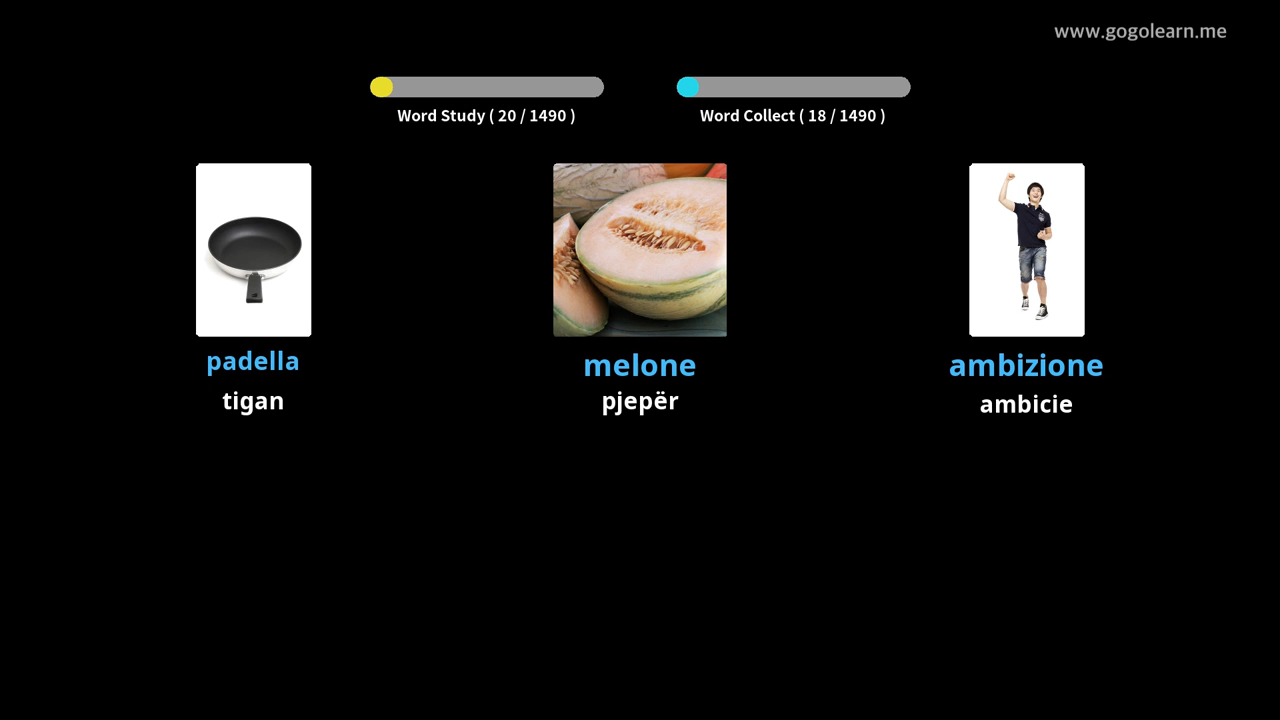 www.gogolearn.me
Word Study ( 20 / 1490 )
Word Collect ( 18 / 1490 )
padella
tigan
melone
pjepër
ambizione
ambicie